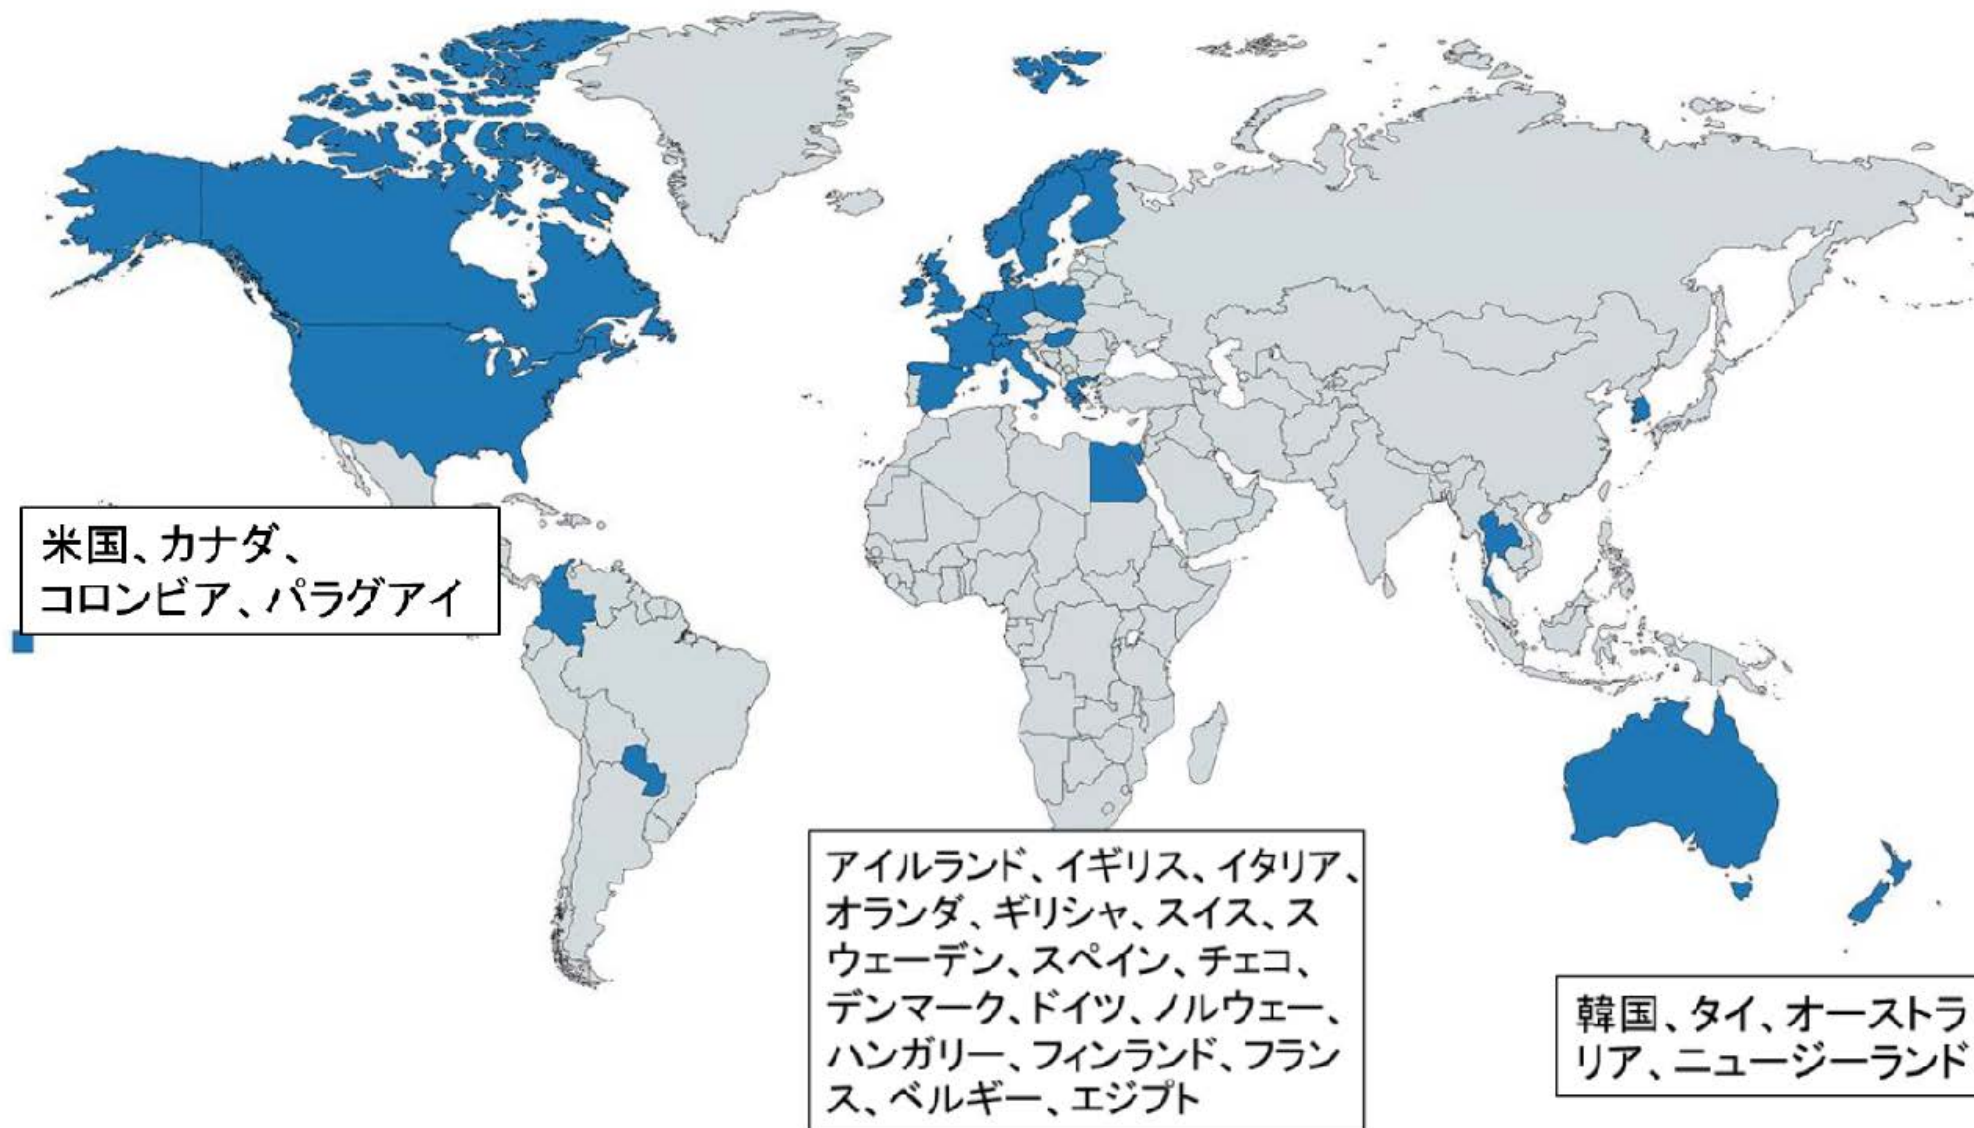 米国、カナダ、
コロンビア、パラグアイ
アイルランド、イギリス、イタリア、
オランダ、ギリシャ、スイス、ス
ウェーデン、スペイン、チェコ、
デンマーク、ドイツ、ノルウェー、
ハンガリー、フィンランド、フラン
ス、ベルギー、エジプト
韓国、タイ、オーストラ
リア、ニュージーランド